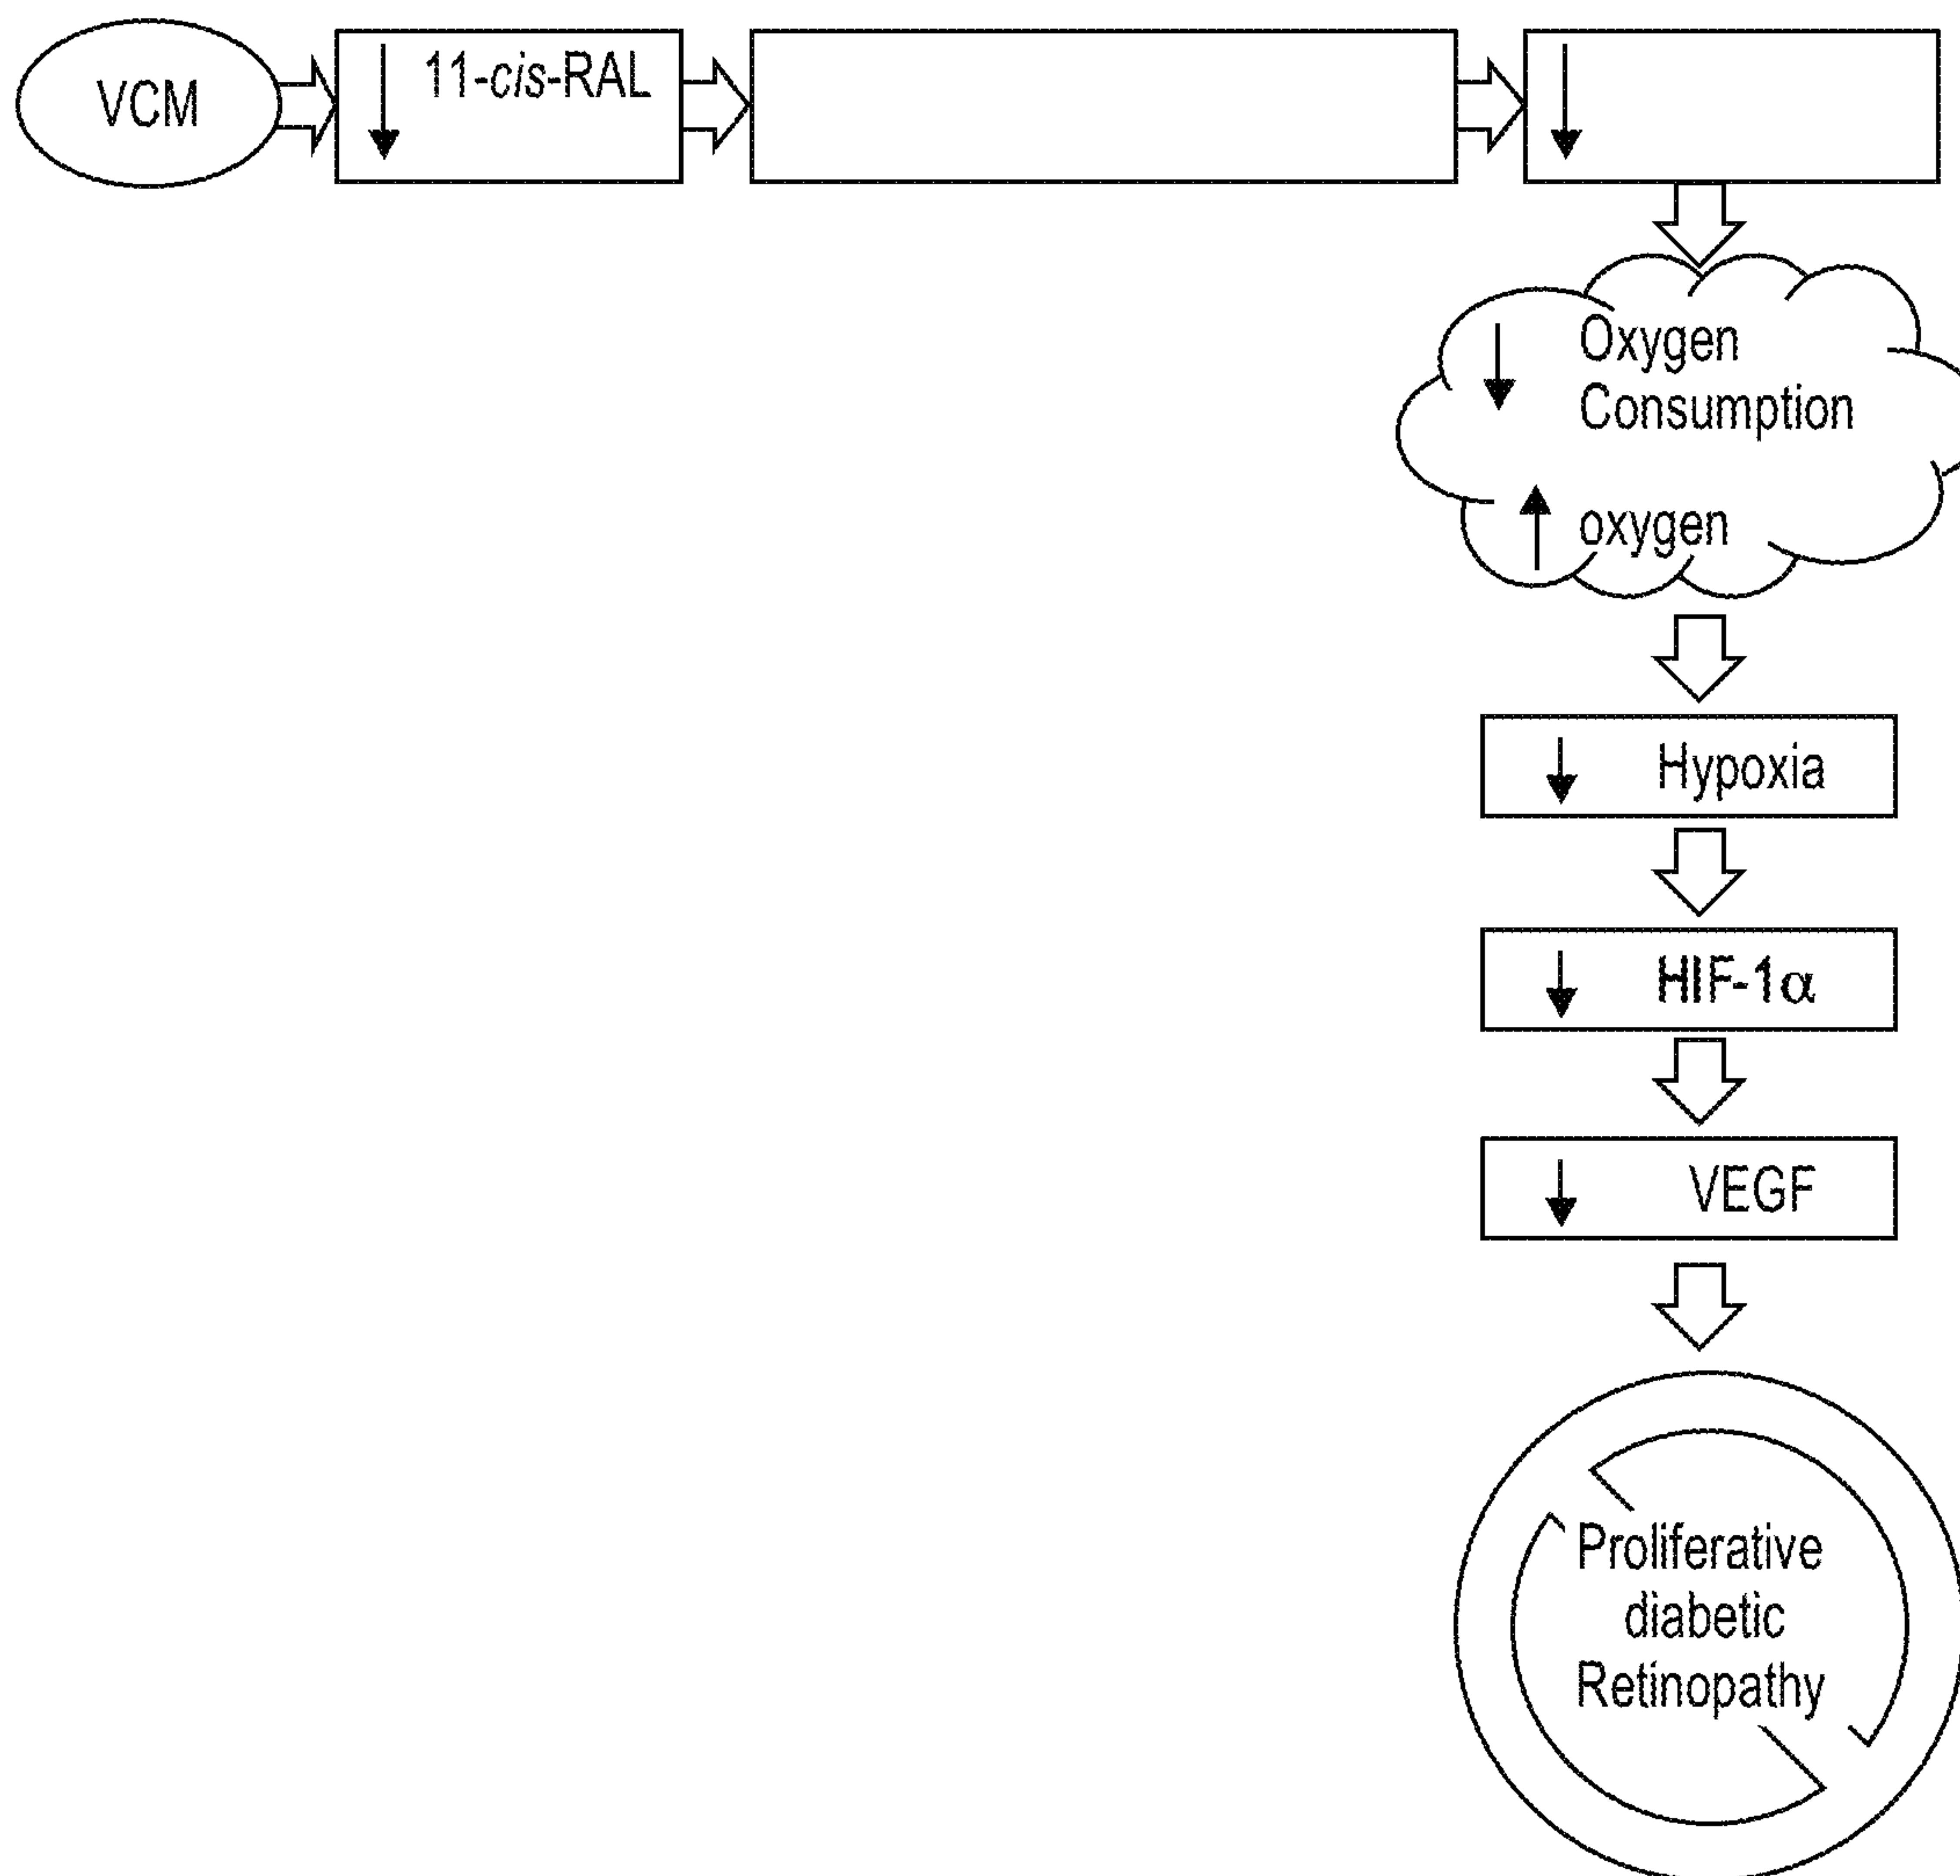 VCM
11-cis-RAL
Oxygen
Consumption
oxygen
Hypoxia
HIF-1α
VEGF
Proliferative
diabetic
Retinopathy